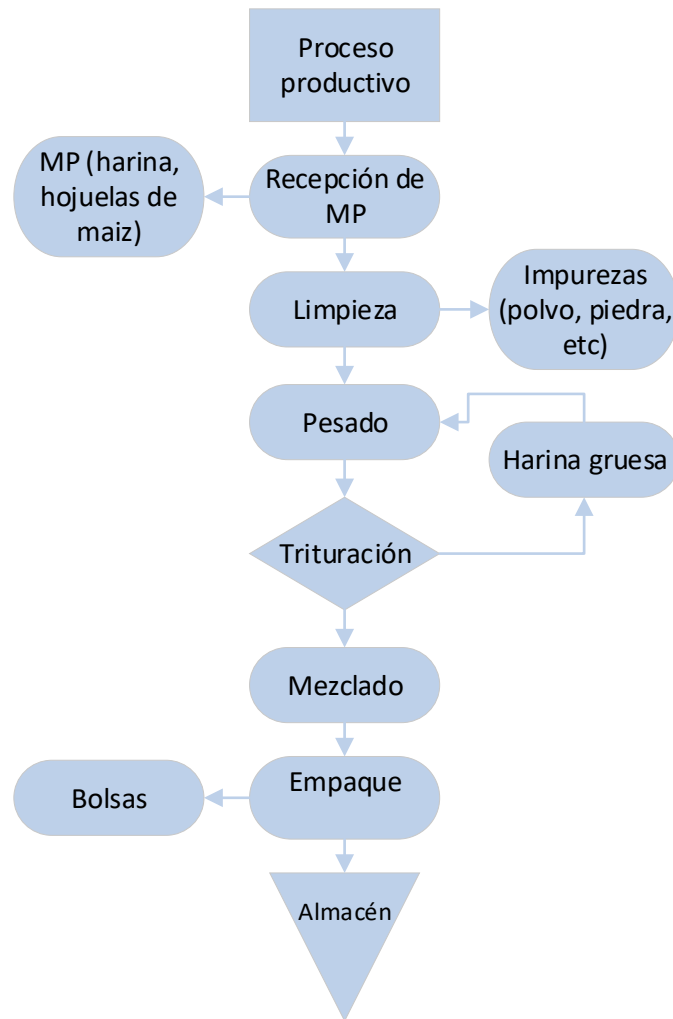 Proceso
productivo
MP (harina,
hojuelas de
maiz)
Recepción de
MP
Limpieza
Impurezas
(polvo, piedra,
etc)
Pesado
Harina gruesa
Trituración
Mezclado
Bolsas
Empaque
Almacén